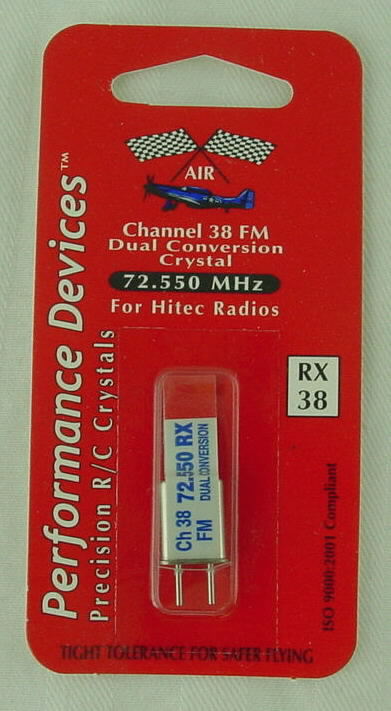 Performance Devices™
Precision R/C Crystals
AIR
Channel 38 FM
Dual Conversion
Crystal
72.550 MHz
For Hitec Radios
RX
38
Ch 38 72.550 RX
FM DUAL CONVERSION
ISO 9000:2001 Compliant
TIGHT TOLERANCE FOR SAFER FLYING